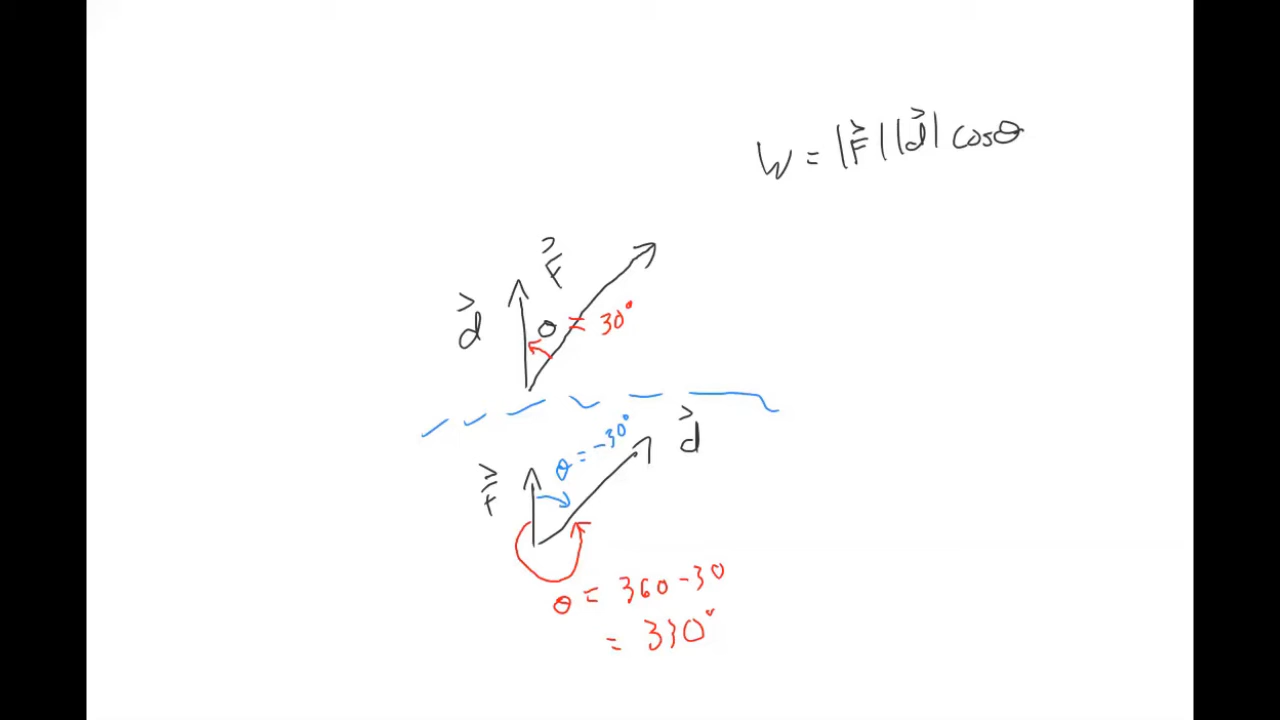 W = |F⃗| |d⃗| cosθ
F⃗
d⃗
θ = 30°
d⃗
θ = -30°
F⃗
θ = 360 - 30
= 330°